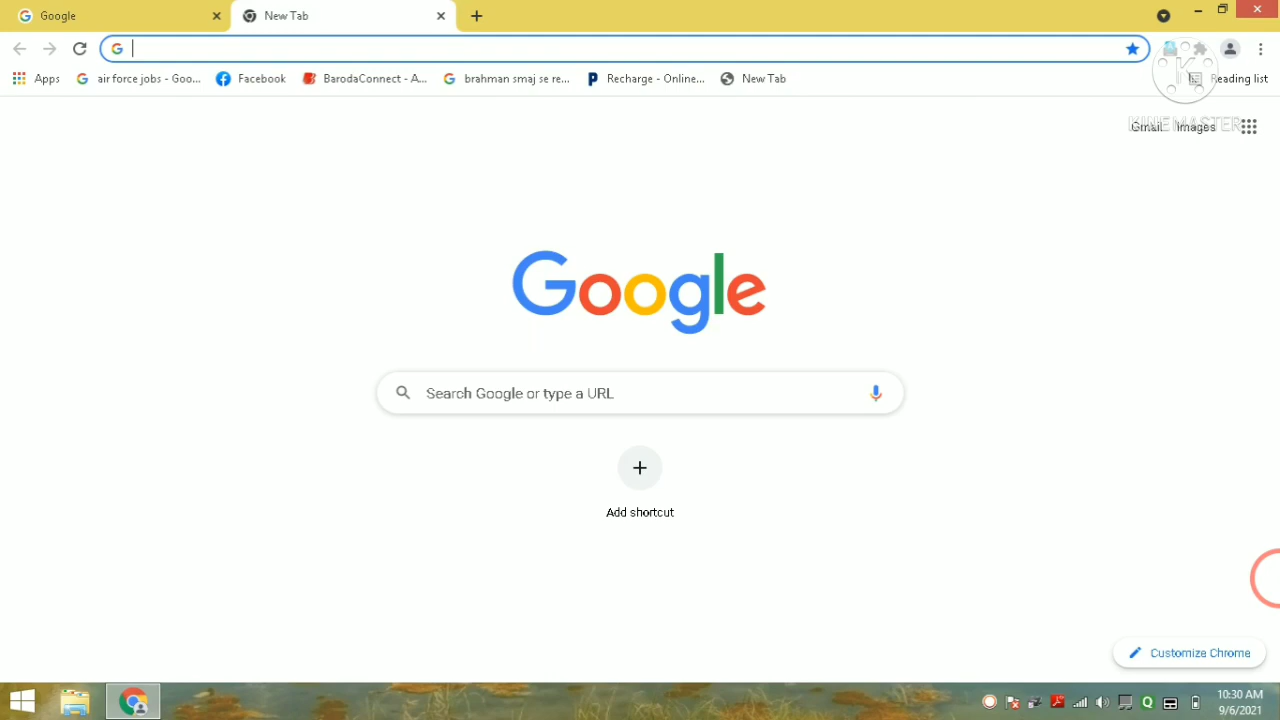 Google
New Tab
Apps
air force jobs - Goo...
Facebook
BarodaConnect - A...
brahman smaj se re...
Recharge - Online...
New Tab
Reading list
Gmail
Images
KINEMASTER
Google
Search Google or type a URL
Add shortcut
Customize Chrome
10:30 AM
9/6/2021